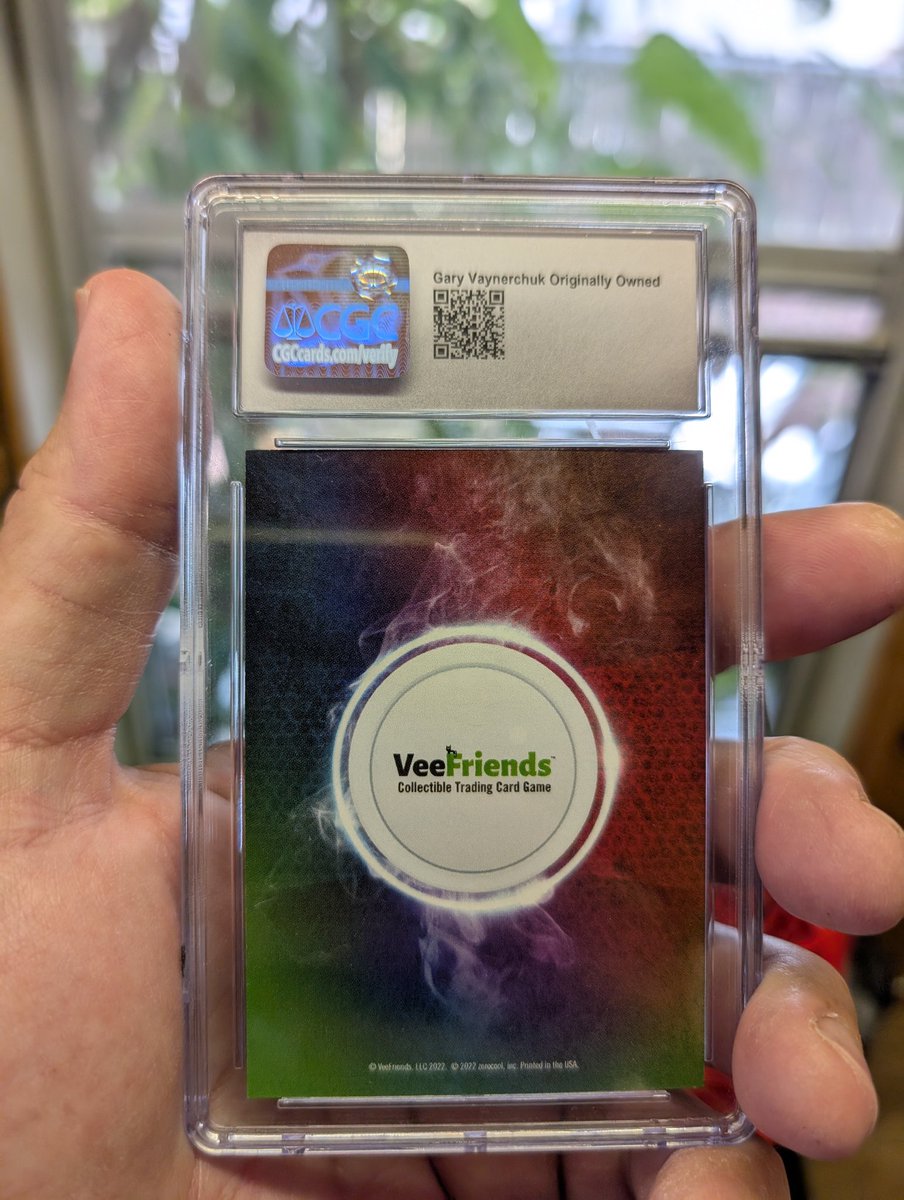 Gary Vaynerchuk Originally Owned
CGC
CGCcards.com/verify
VeeFriends™
Collectible Trading Card Game
© VeeFriends, LLC 2022. © 2022 zerocool, inc. Printed in the USA.